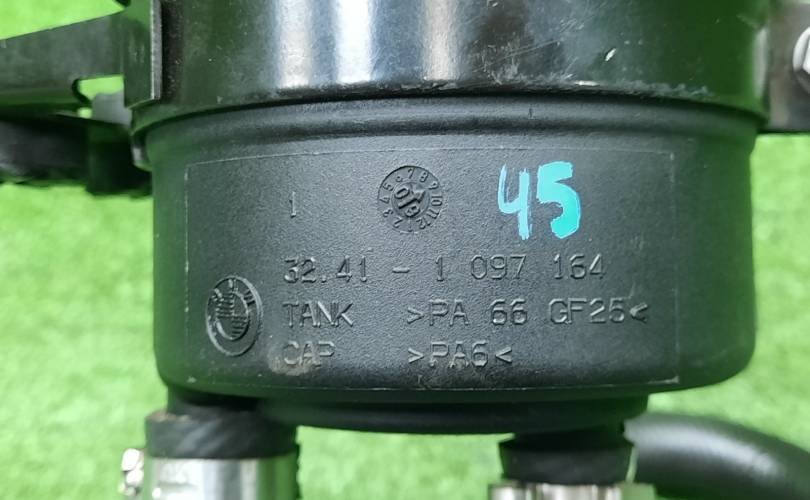 1
45
32.41 - 1 097 164
TANK >PA 66 GF25<
CAP >PA6<